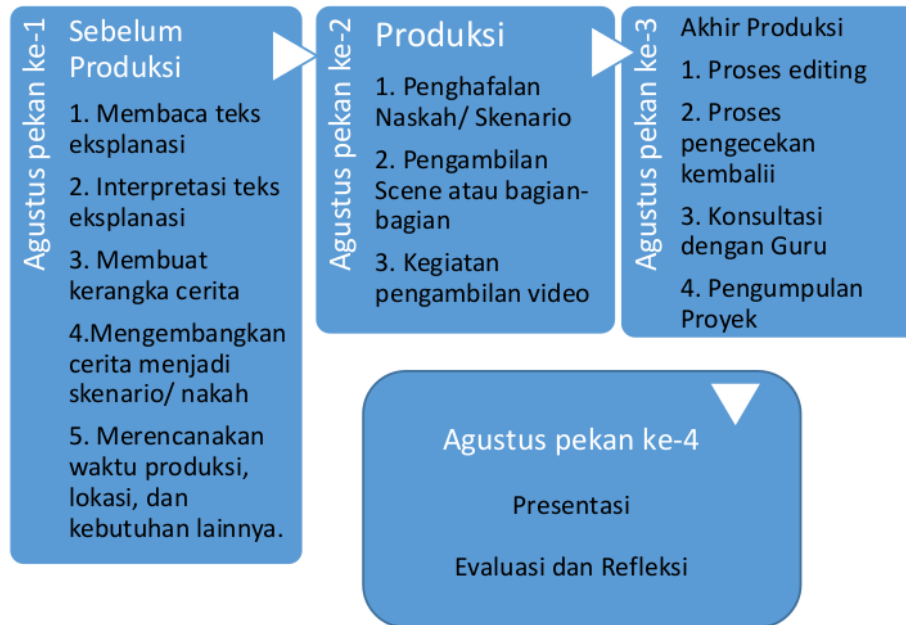 Agustus pekan ke-1
Sebelum
Produksi
1. Membaca teks
eksplanasi
2. Interpretasi teks
eksplanasi
3. Membuat
kerangka cerita
4.Mengembangkan
cerita menjadi
skenario/ nakah
5. Merencanakan
waktu produksi,
lokasi, dan
kebutuhan lainnya.
Agustus pekan ke-2
Produksi
1. Penghafalan
Naskah/ Skenario
2. Pengambilan
Scene atau bagian-
bagian
3. Kegiatan
pengambilan video
Agustus pekan ke-3
Akhir Produksi
1. Proses editing
2. Proses
pengecekan
kembalii
3. Konsultasi
dengan Guru
4. Pengumpulan
Proyek
Agustus pekan ke-4
Presentasi
Evaluasi dan Refleksi